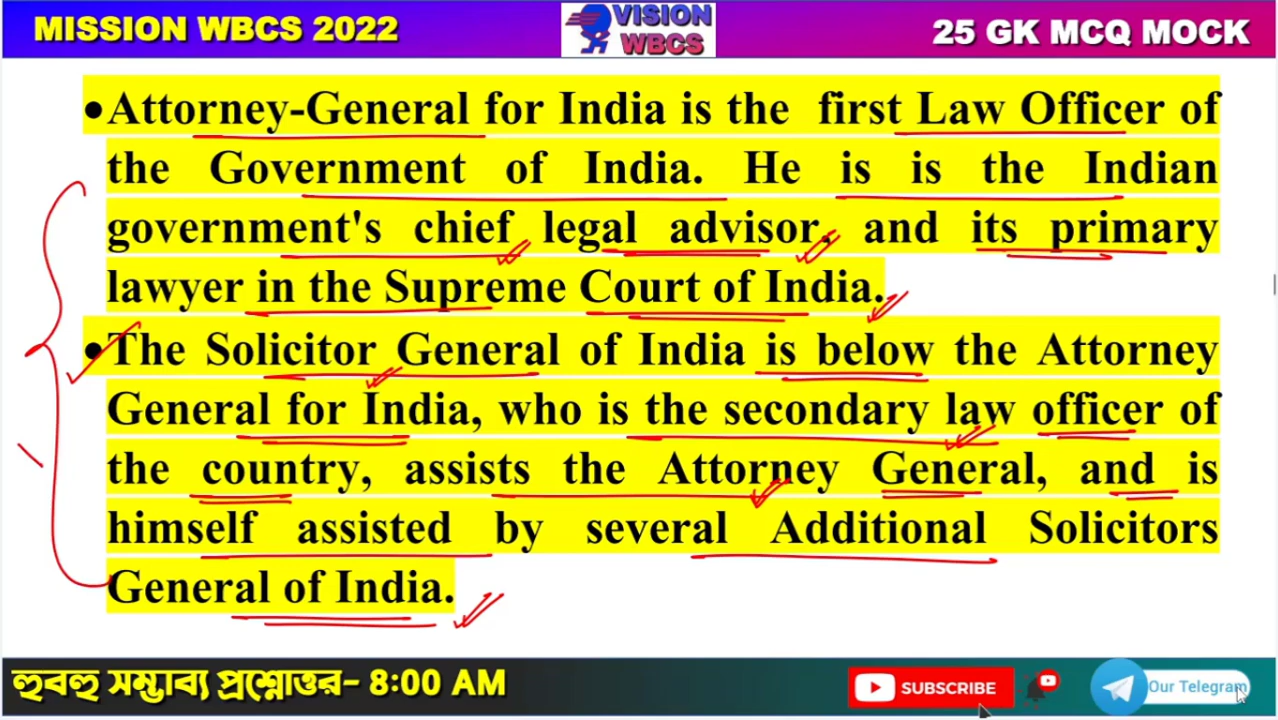 MISSION WBCS 2022
VISION
WBCS
25 GK MCQ MOCK
•Attorney-General for India is the first Law Officer of
the Government of India. He is is the Indian
government's chief legal advisor, and its primary
lawyer in the Supreme Court of India.
•The Solicitor General of India is below the Attorney
General for India, who is the secondary law officer of
the country, assists the Attorney General, and is
himself assisted by several Additional Solicitors
General of India.
হুবহু সম্ভাব্য প্রশ্নোত্তর- 8:00 AM
SUBSCRIBE
Our Telegram